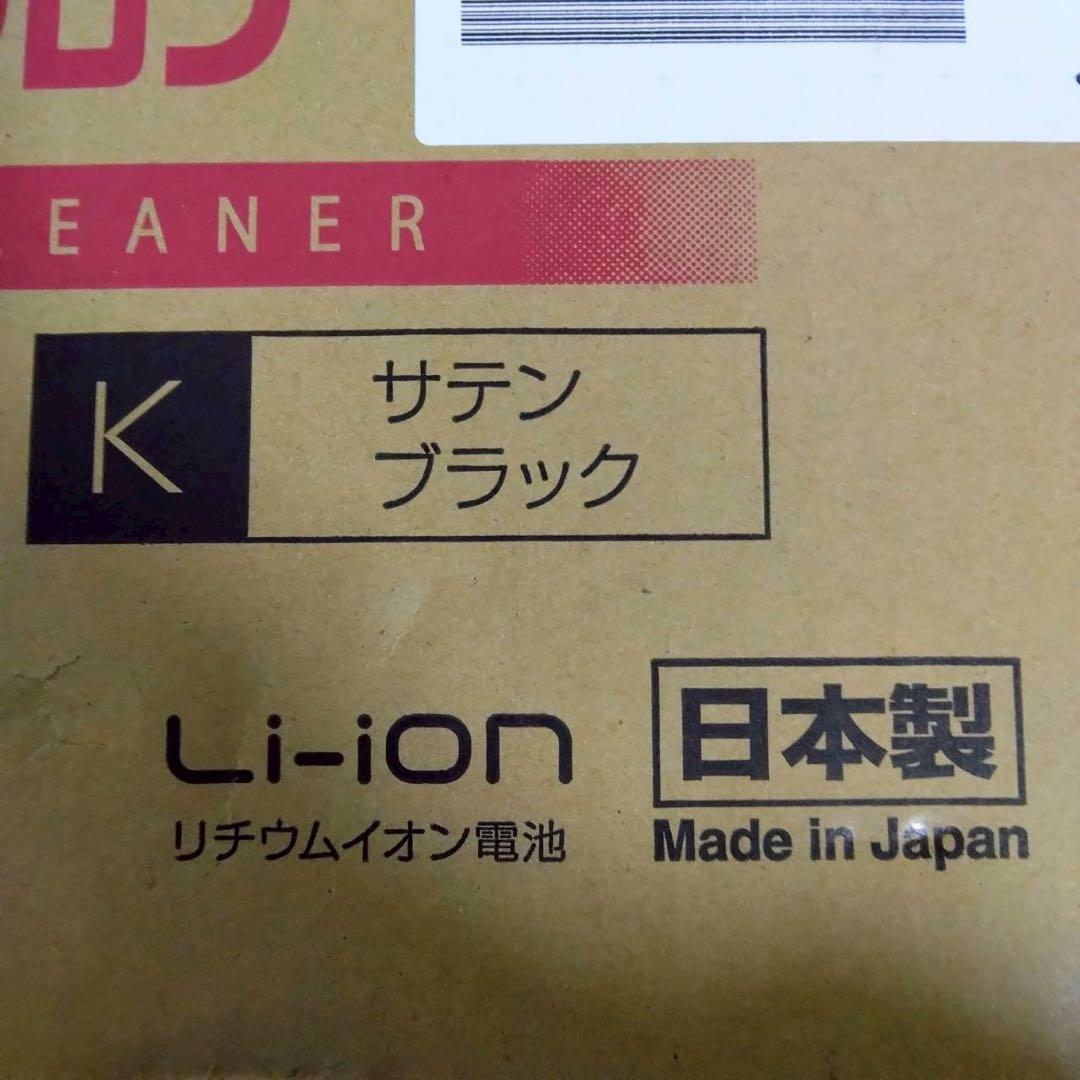 EANER
K
サテン
ブラック
Li-ion
リチウムイオン電池
日本製
Made in Japan